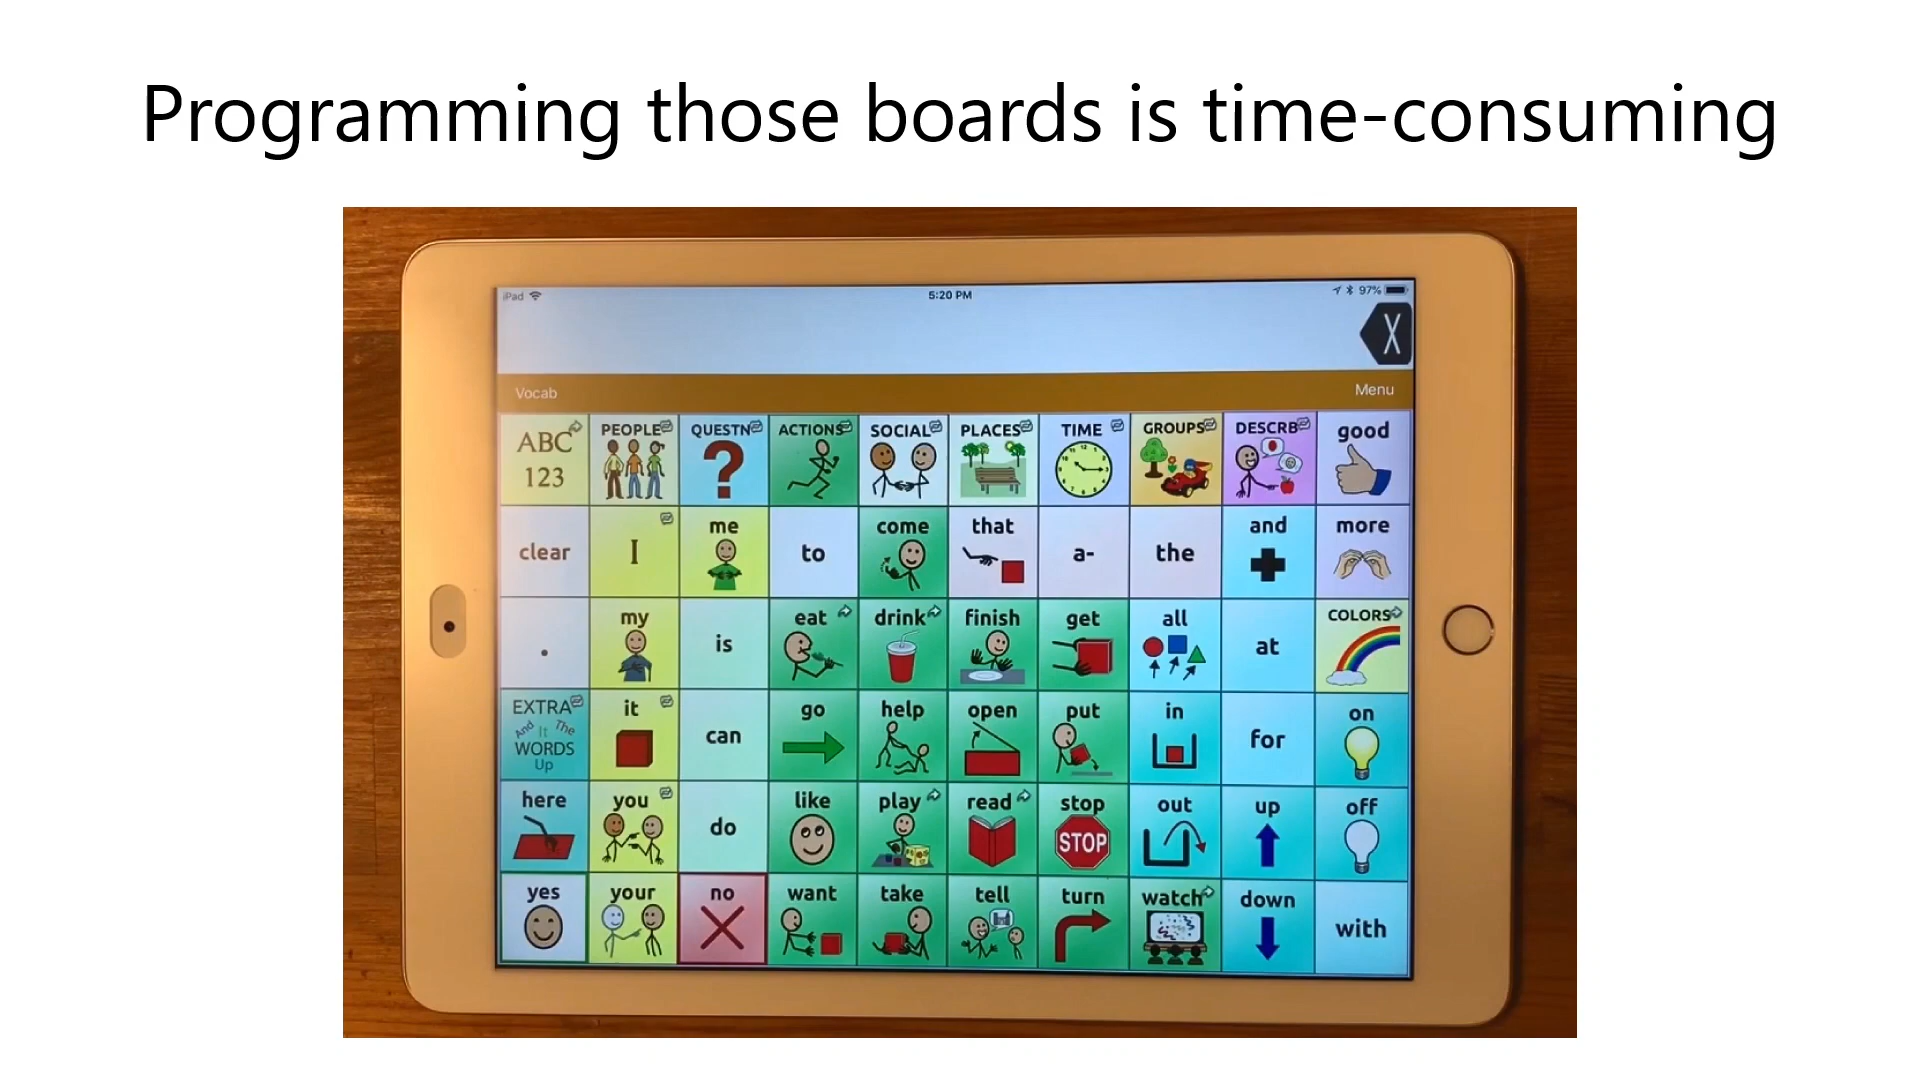 Programming those boards is time-consuming
iPad 5:20 PM 97%
X
Vocab Menu
ABC 123 PEOPLE QUESTN ACTIONS SOCIAL PLACES TIME GROUPS DESCRB good
clear I me to come that a- the and more
. my is eat drink finish get all at COLORS
EXTRA And It The WORDS Up it can go help open put in for on
here you do like play read stop STOP out up off
yes your no want take tell turn watch down with